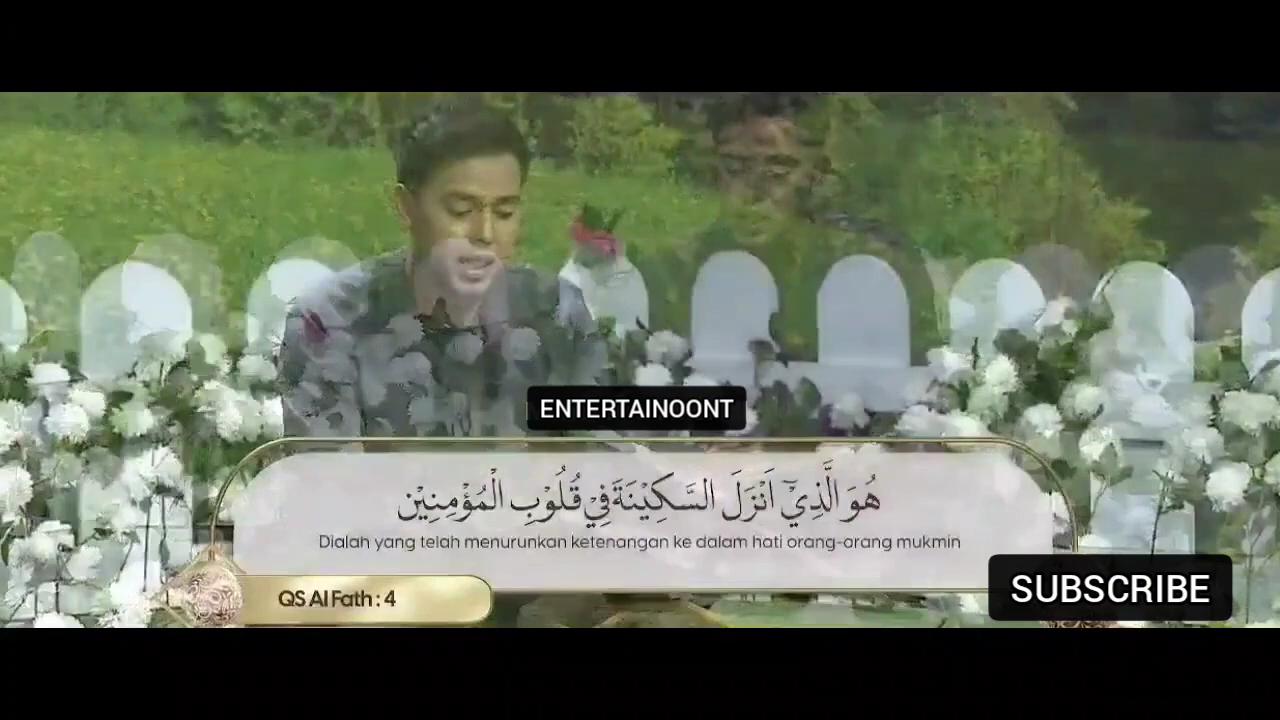 ENTERTAINOONT
هُوَ الَّذِيْٓ اَنْزَلَ السَّكِيْنَةَ فِيْ قُلُوْبِ الْمُؤْمِنِيْنَ
Dialah yang telah menurunkan ketenangan ke dalam hati orang-orang mukmin
SUBSCRIBE
QS Al Fath : 4